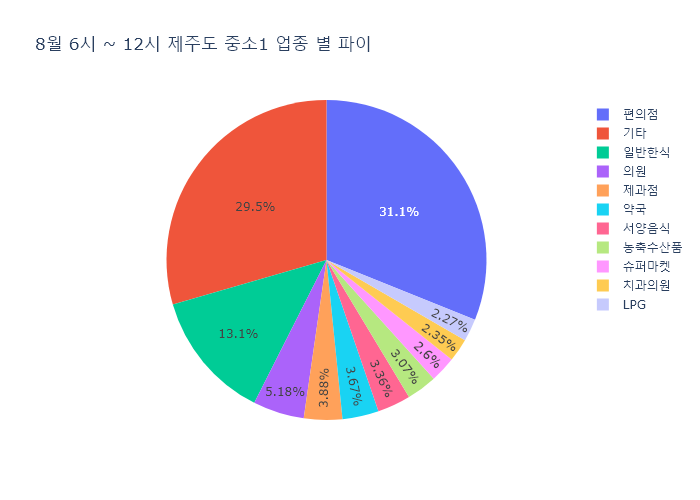 8월 6시 ~ 12시 제주도 중소1 업종 별 파이
편의점
기타
일반한식
의원
제과점
약국
서양음식
농축수산품
슈퍼마켓
치과의원
LPG
29.5%
31.1%
13.1%
5.18%
3.88%
3.67%
3.36%
3.07%
2.6%
2.35%
2.27%